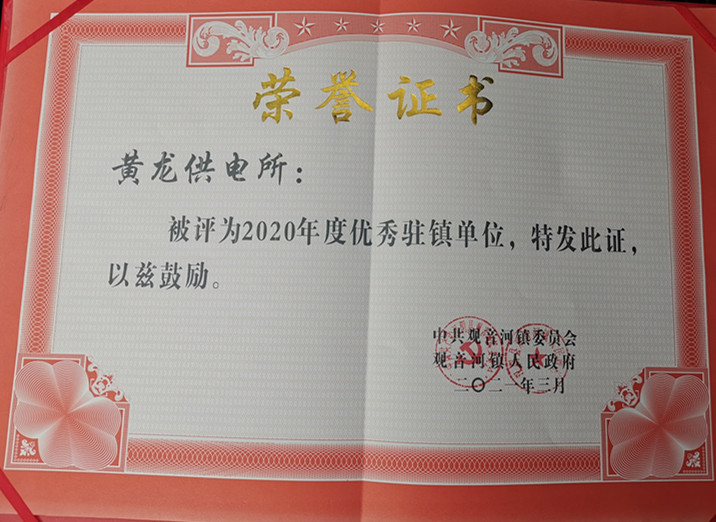 荣誉证书
黄龙供电所：
被评为2020年度优秀驻镇单位，特发此证，
以兹鼓励。
中共观音河镇委员会
观音河镇人民政府
二〇二一年三月